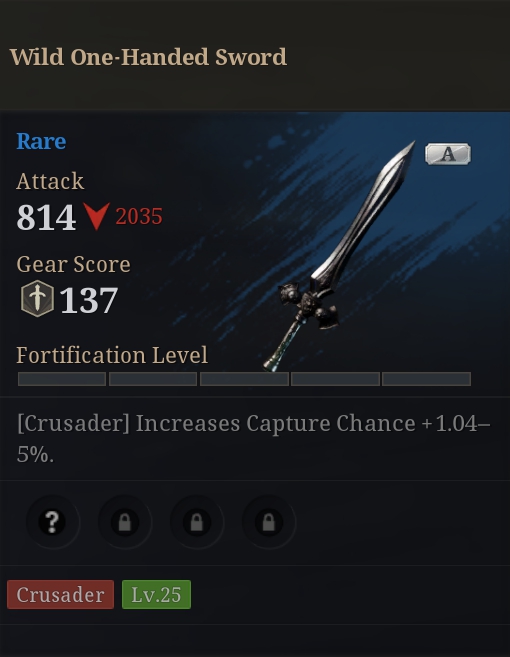 Wild One-Handed Sword
Rare
A
Attack
814 2035
Gear Score
137
Fortification Level
[Crusader] Increases Capture Chance +1.04–
5%.
?
Crusader Lv.25